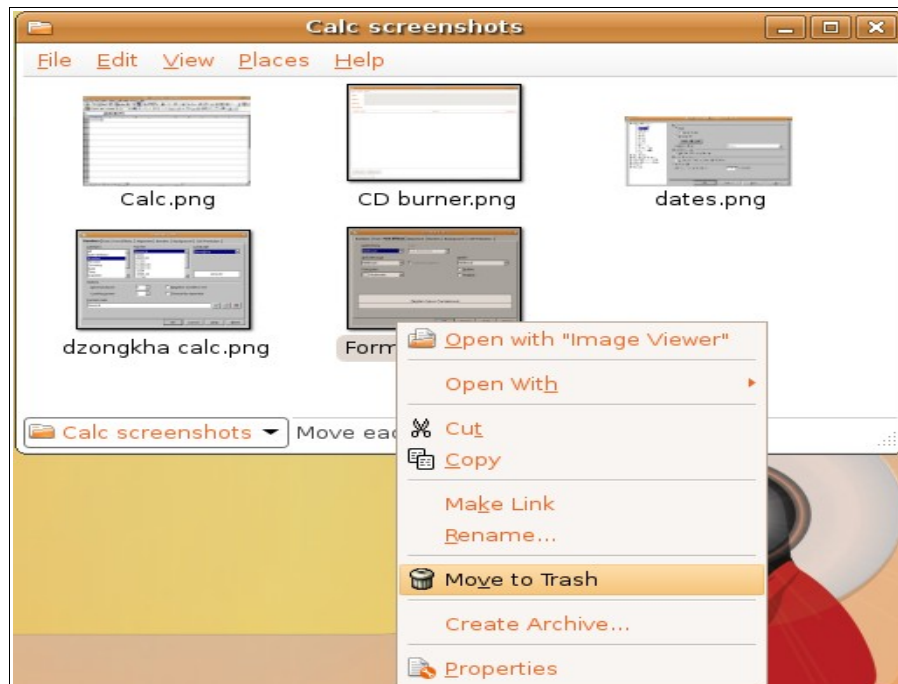 Calc screenshots
File Edit View Places Help
Calc.png CD burner.png dates.png
dzongkha calc.png Form
Open with "Image Viewer"
Open With
Calc screenshots Move eac
Cut
Copy
Make Link
Rename...
Move to Trash
Create Archive...
Properties